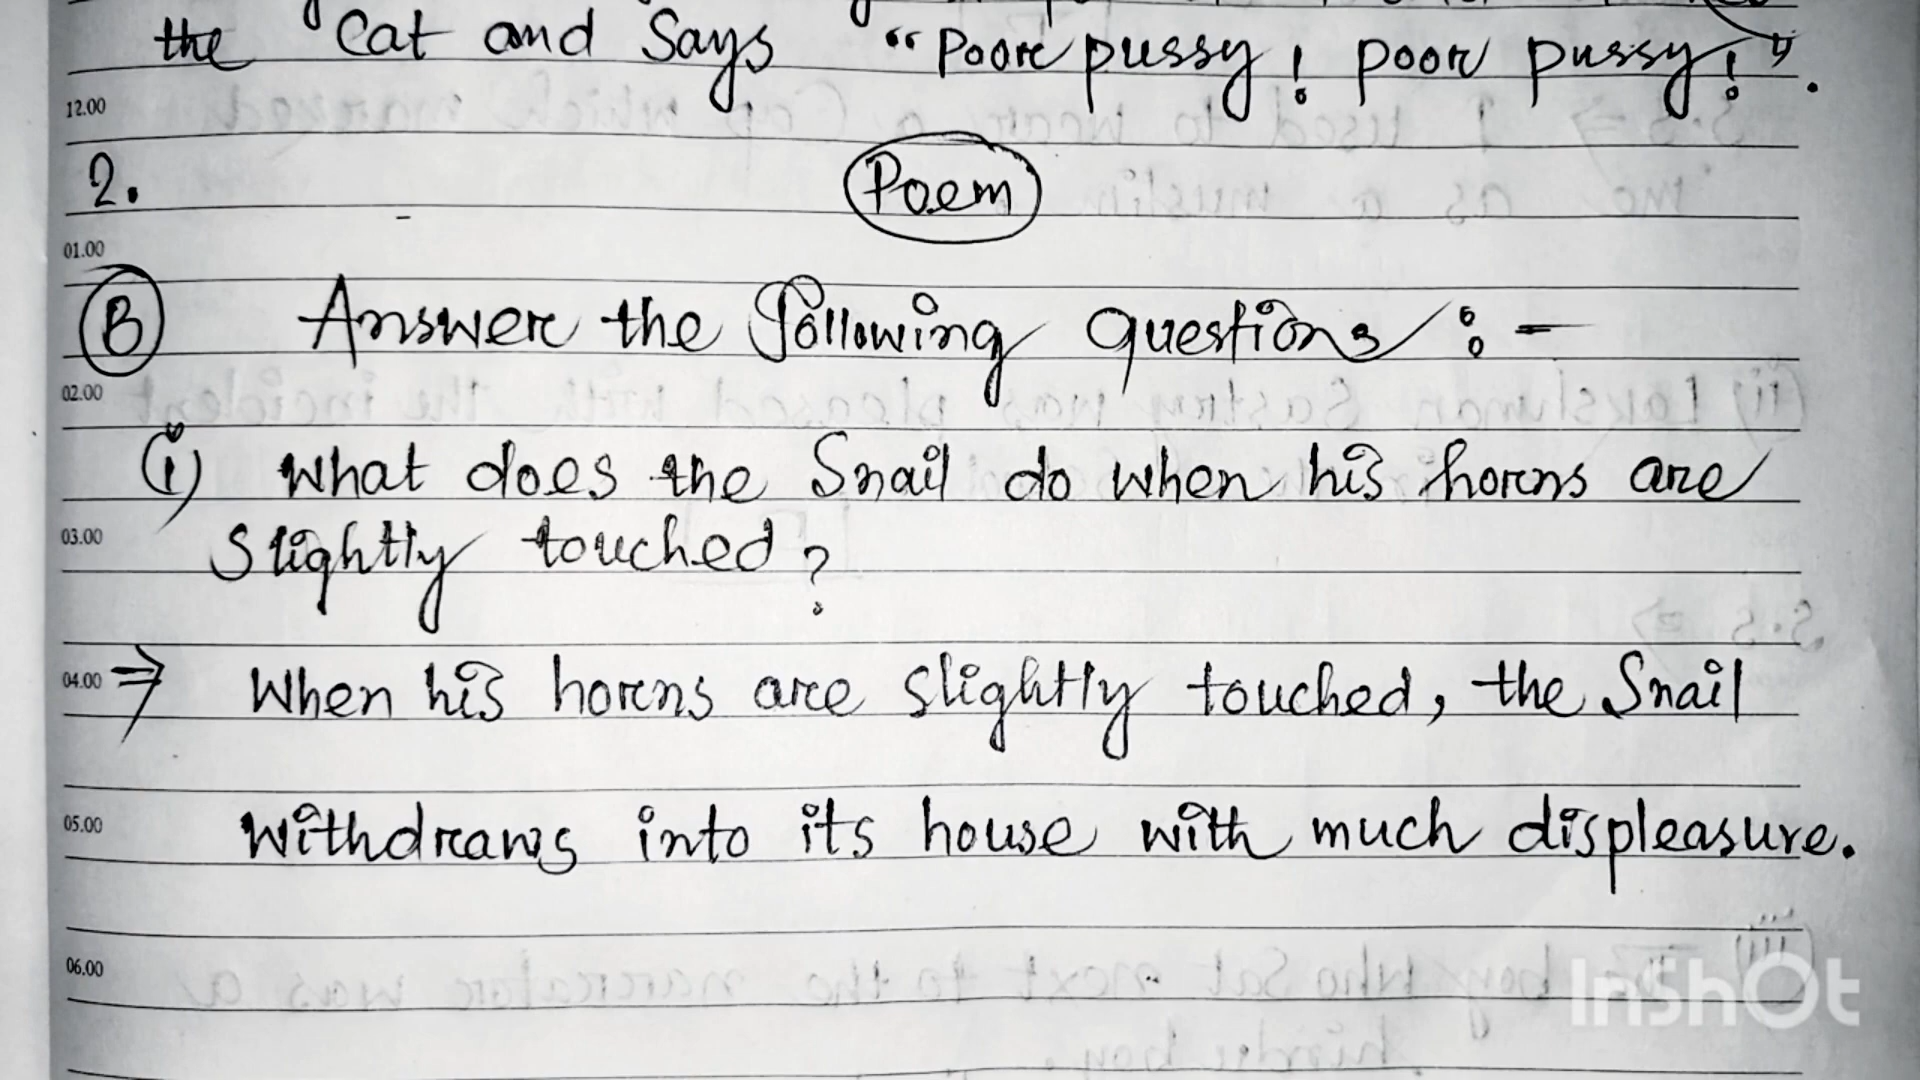 the Cat and Says "Poor pussy! poor pussy!".
12.00
2. Poem
01.00
B Answer the following questions :-
02.00
(i) What does the Snail do when his horns are
03.00 slightly touched?
04.00 ⇒ When his horns are slightly touched, the Snail
05.00 withdraws into its house with much displeasure.
06.00
InShOt